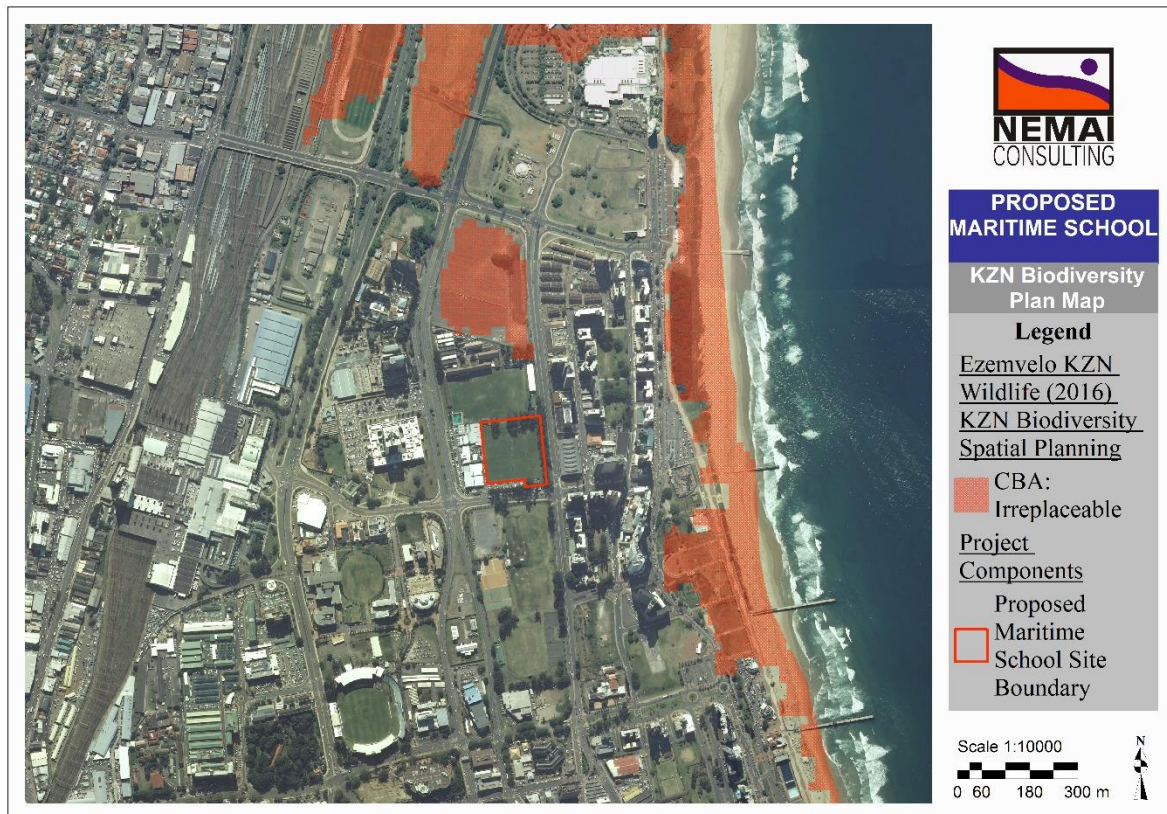 NEMAI
CONSULTING
PROPOSED
MARITIME SCHOOL
KZN Biodiversity
Plan Map
Legend
Ezemvelo KZN
Wildlife (2016)
KZN Biodiversity
Spatial Planning
CBA:
Irreplaceable
Project
Components
Proposed
Maritime
School Site
Boundary
Scale 1:10000
0 60 180 300 m
N